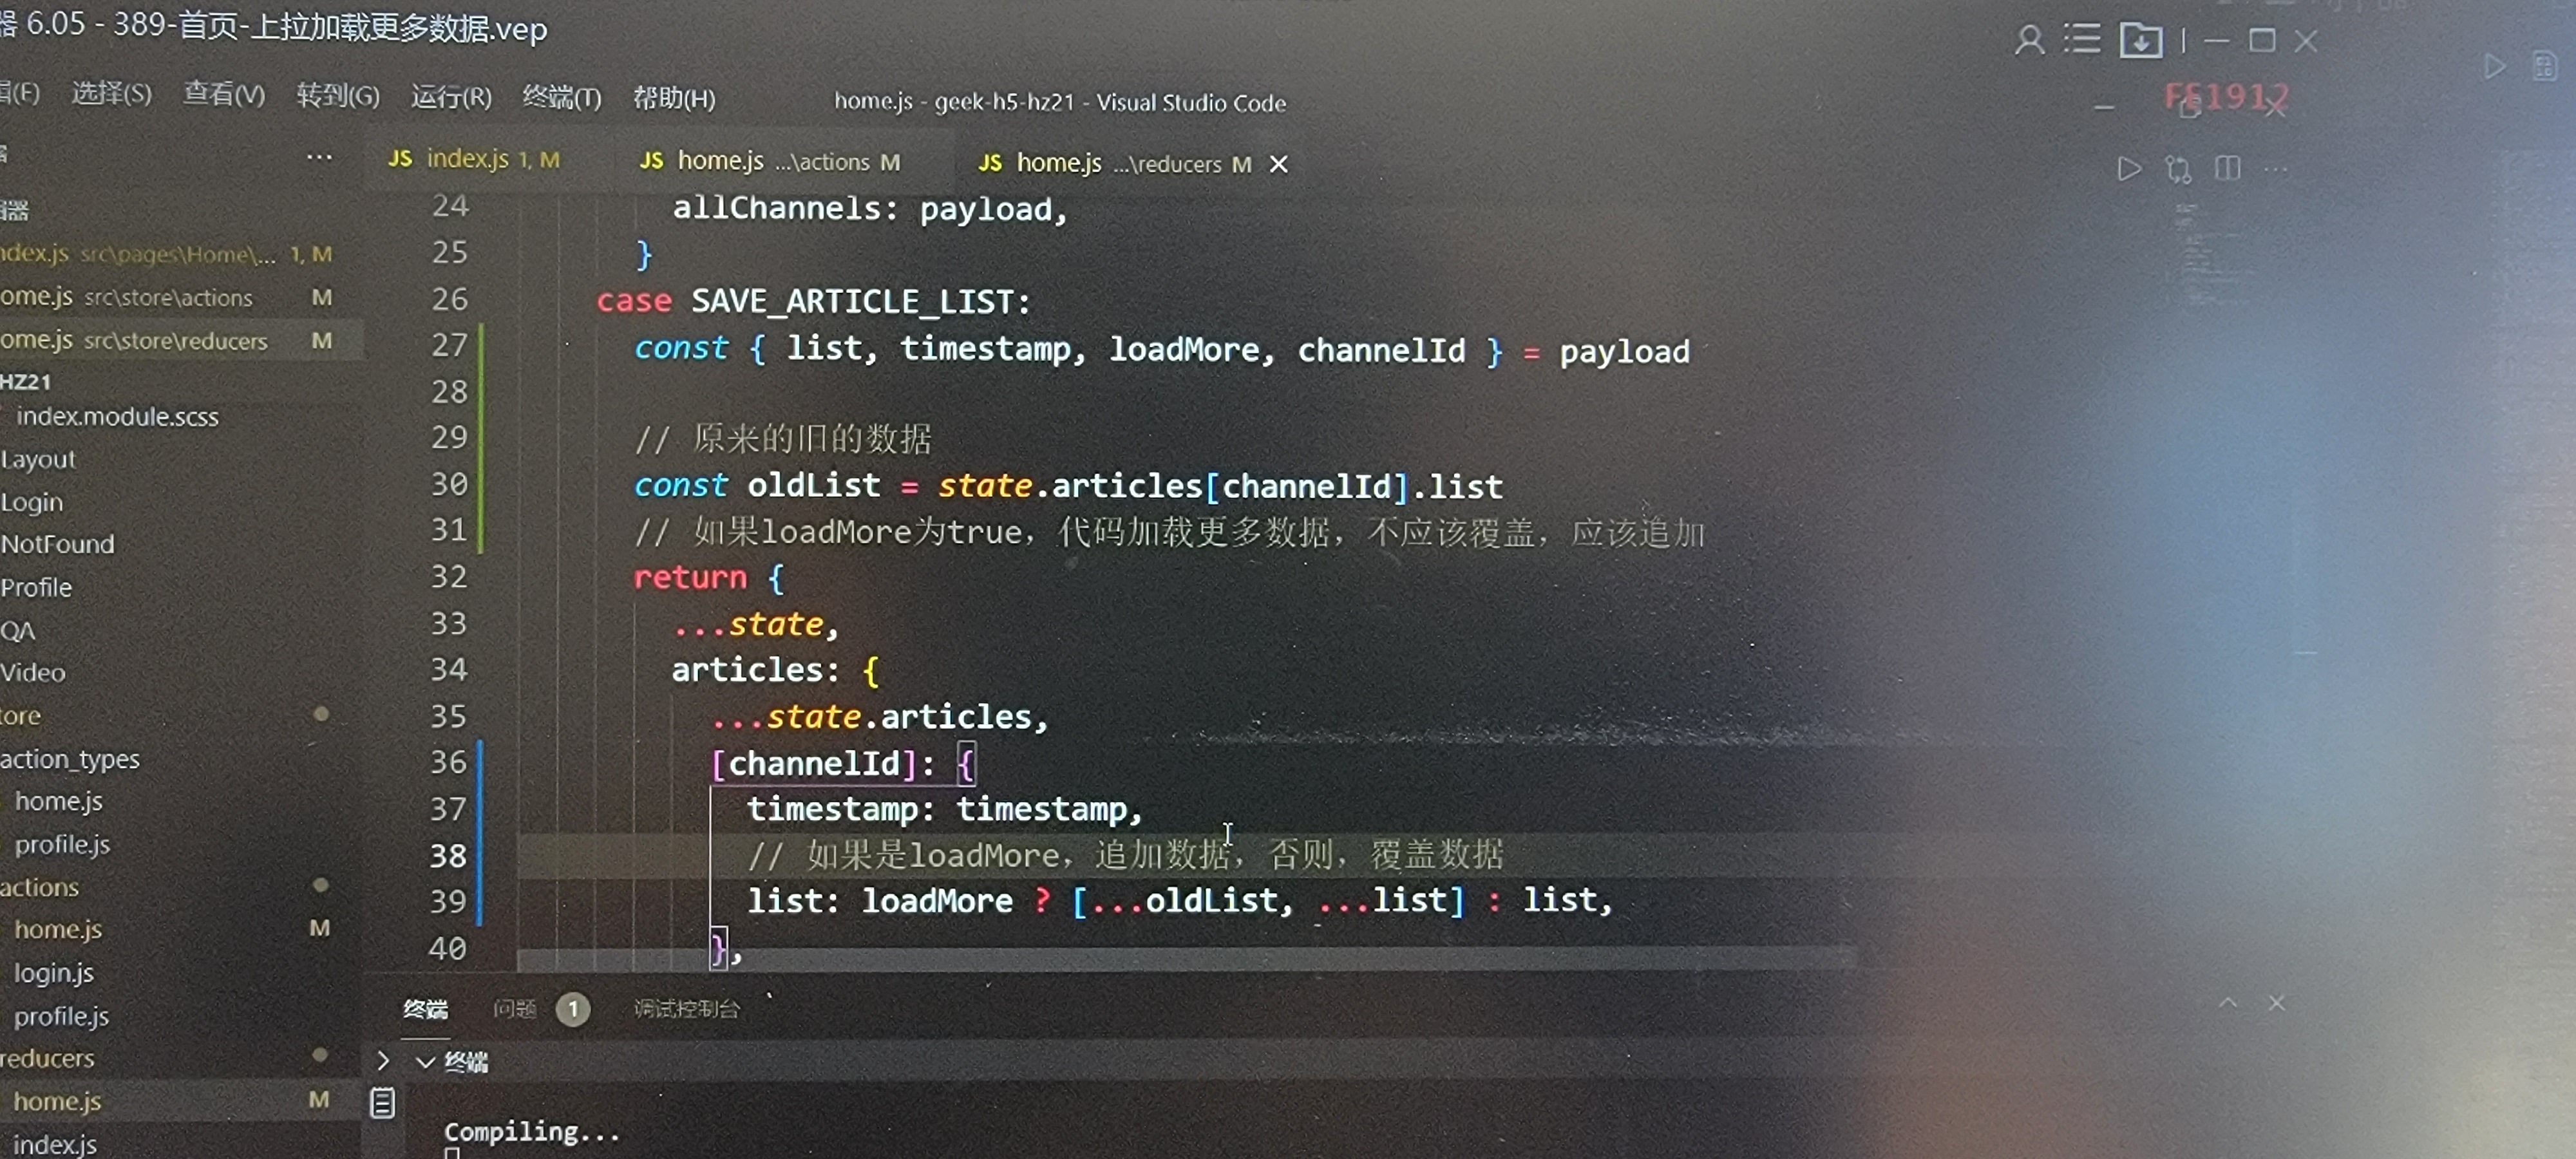 器 6.05 - 389-首页-上拉加载更多数据.vep
选择(S) 查看(V) 转到(G) 运行(R) 终端(T) 帮助(H) home.js - geek-h5-hz21 - Visual Studio Code
FE1912
... JS index.js 1, M JS home.js ...\actions M JS home.js ...\reducers M
ndex.js src\pages\Home\... 1, M
ome.js src\store\actions M
ome.js src\store\reducers M
HZ21
index.module.scss
Layout
Login
NotFound
Profile
QA
Video
tore
action_types
home.js
profile.js
actions
home.js M
login.js
profile.js
reducers
home.js M
index.js
24 allChannels: payload,
25 }
26 case SAVE_ARTICLE_LIST:
27 const { list, timestamp, loadMore, channelId } = payload
28
29 // 原来的旧的数据
30 const oldList = state.articles[channelId].list
31 // 如果loadMore为true，代码加载更多数据，不应该覆盖，应该追加
32 return {
33 ...state,
34 articles: {
35 ...state.articles,
36 [channelId]: {
37 timestamp: timestamp,
38 // 如果是loadMore，追加数据，否则，覆盖数据
39 list: loadMore ? [...oldList, ...list] : list,
40 },
终端 问题 1 调试控制台
终端
Compiling...